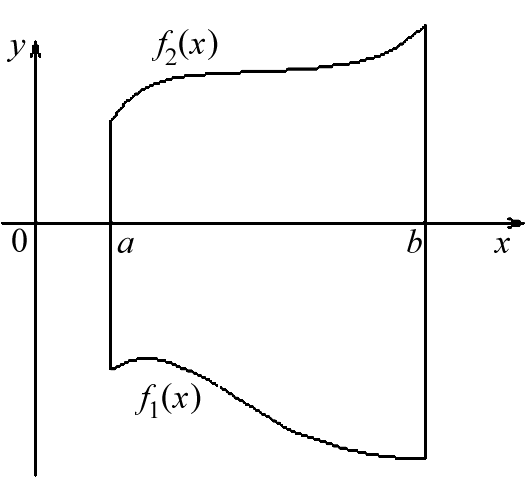 y
f₂(x)
0 a b x
f₁(x)